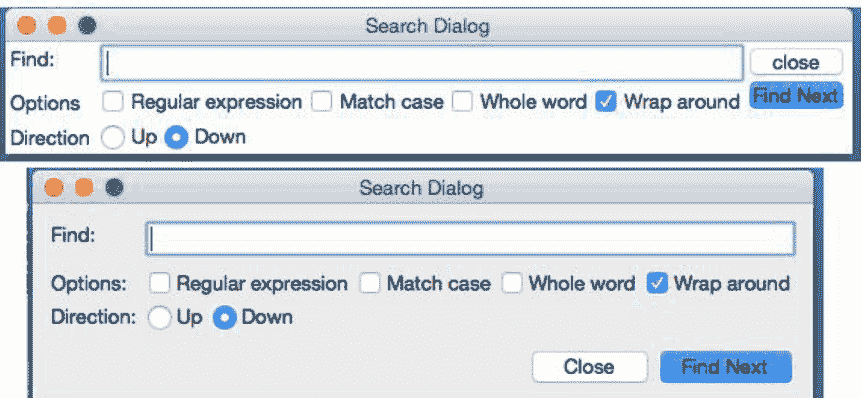 Search Dialog
Find:
close
Options Regular expression Match case Whole word Wrap around Find Next
Direction Up Down
Search Dialog
Find:
Options: Regular expression Match case Whole word Wrap around
Direction: Up Down
Close Find Next